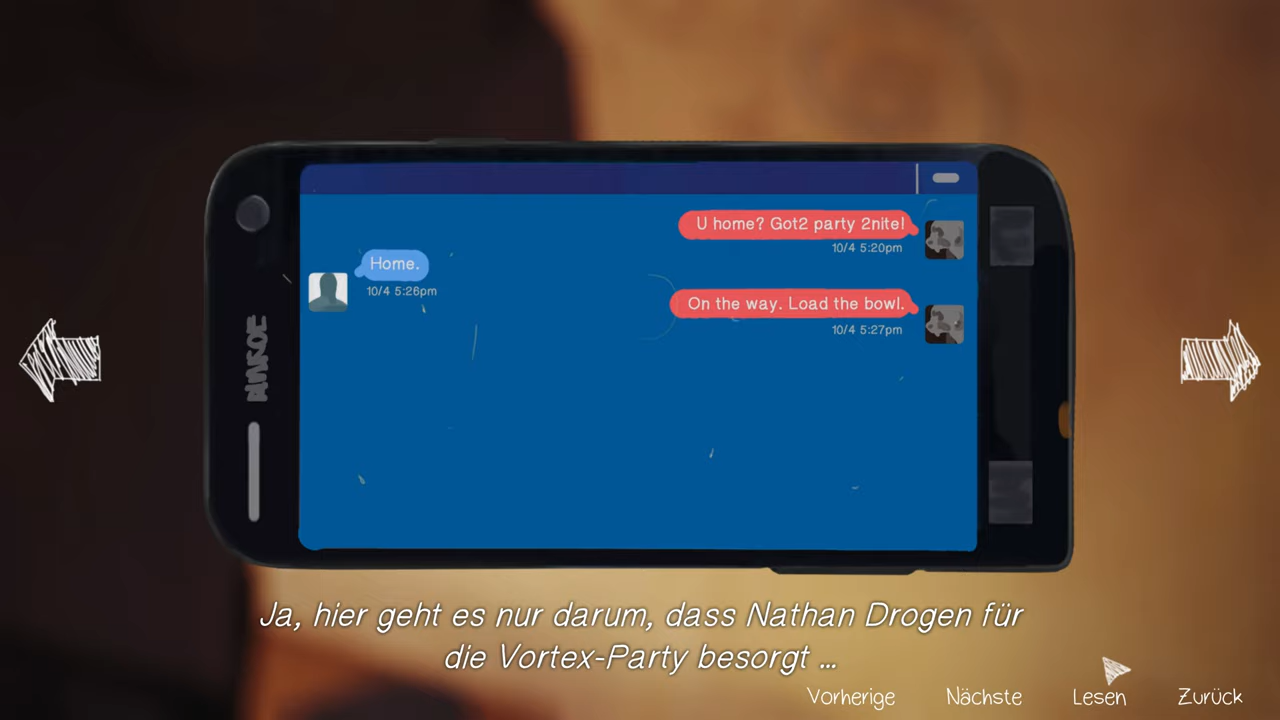 U home? Got2 party 2nite!
10/4 5:20pm
Home.
10/4 5:26pm
On the way. Load the bowl.
10/4 5:27pm
Ja, hier geht es nur darum, dass Nathan Drogen für
die Vortex-Party besorgt ...
Vorherige Nächste Lesen Zurück